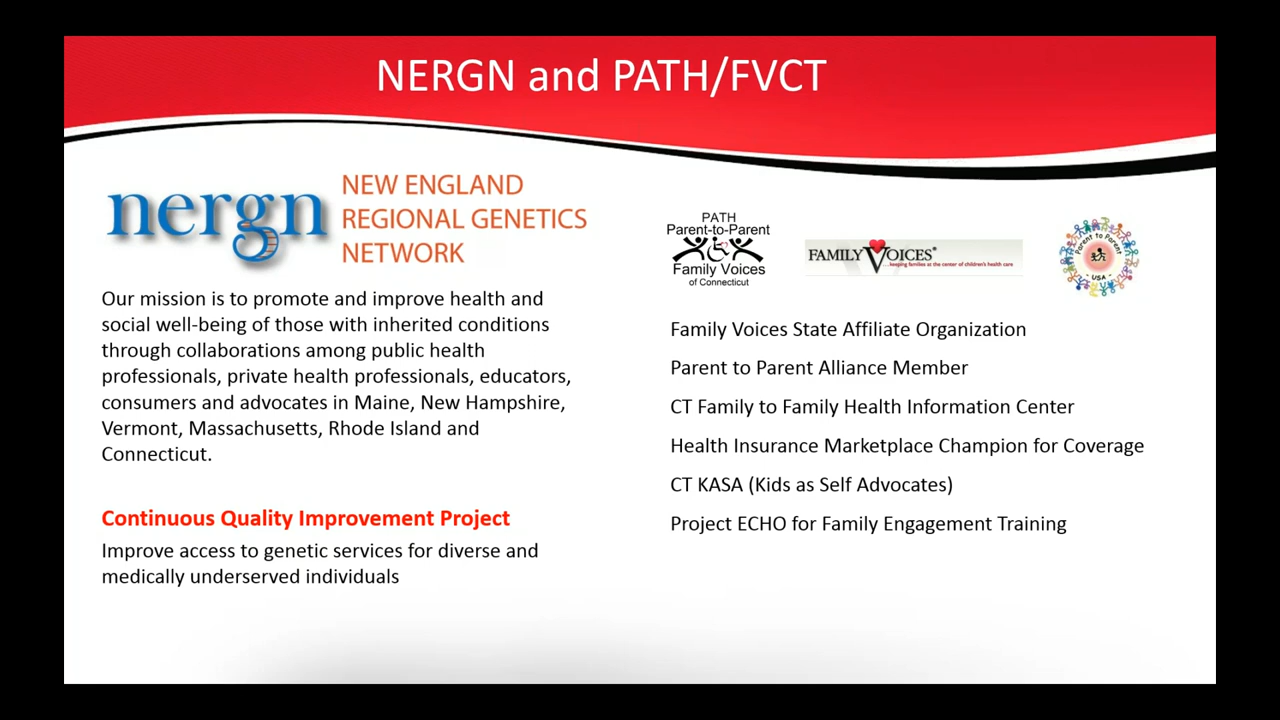 NERGN and PATH/FVCT
nergn
NEW ENGLAND
REGIONAL GENETICS
NETWORK
Our mission is to promote and improve health and
social well-being of those with inherited conditions
through collaborations among public health
professionals, private health professionals, educators,
consumers and advocates in Maine, New Hampshire,
Vermont, Massachusetts, Rhode Island and
Connecticut.
Continuous Quality Improvement Project
Improve access to genetic services for diverse and
medically underserved individuals
PATH
Parent-to-Parent
Family Voices
of Connecticut
FAMILY VOICES®
...keeping families at the center of children's health care
Parent to Parent
- USA -
Family Voices State Affiliate Organization
Parent to Parent Alliance Member
CT Family to Family Health Information Center
Health Insurance Marketplace Champion for Coverage
CT KASA (Kids as Self Advocates)
Project ECHO for Family Engagement Training